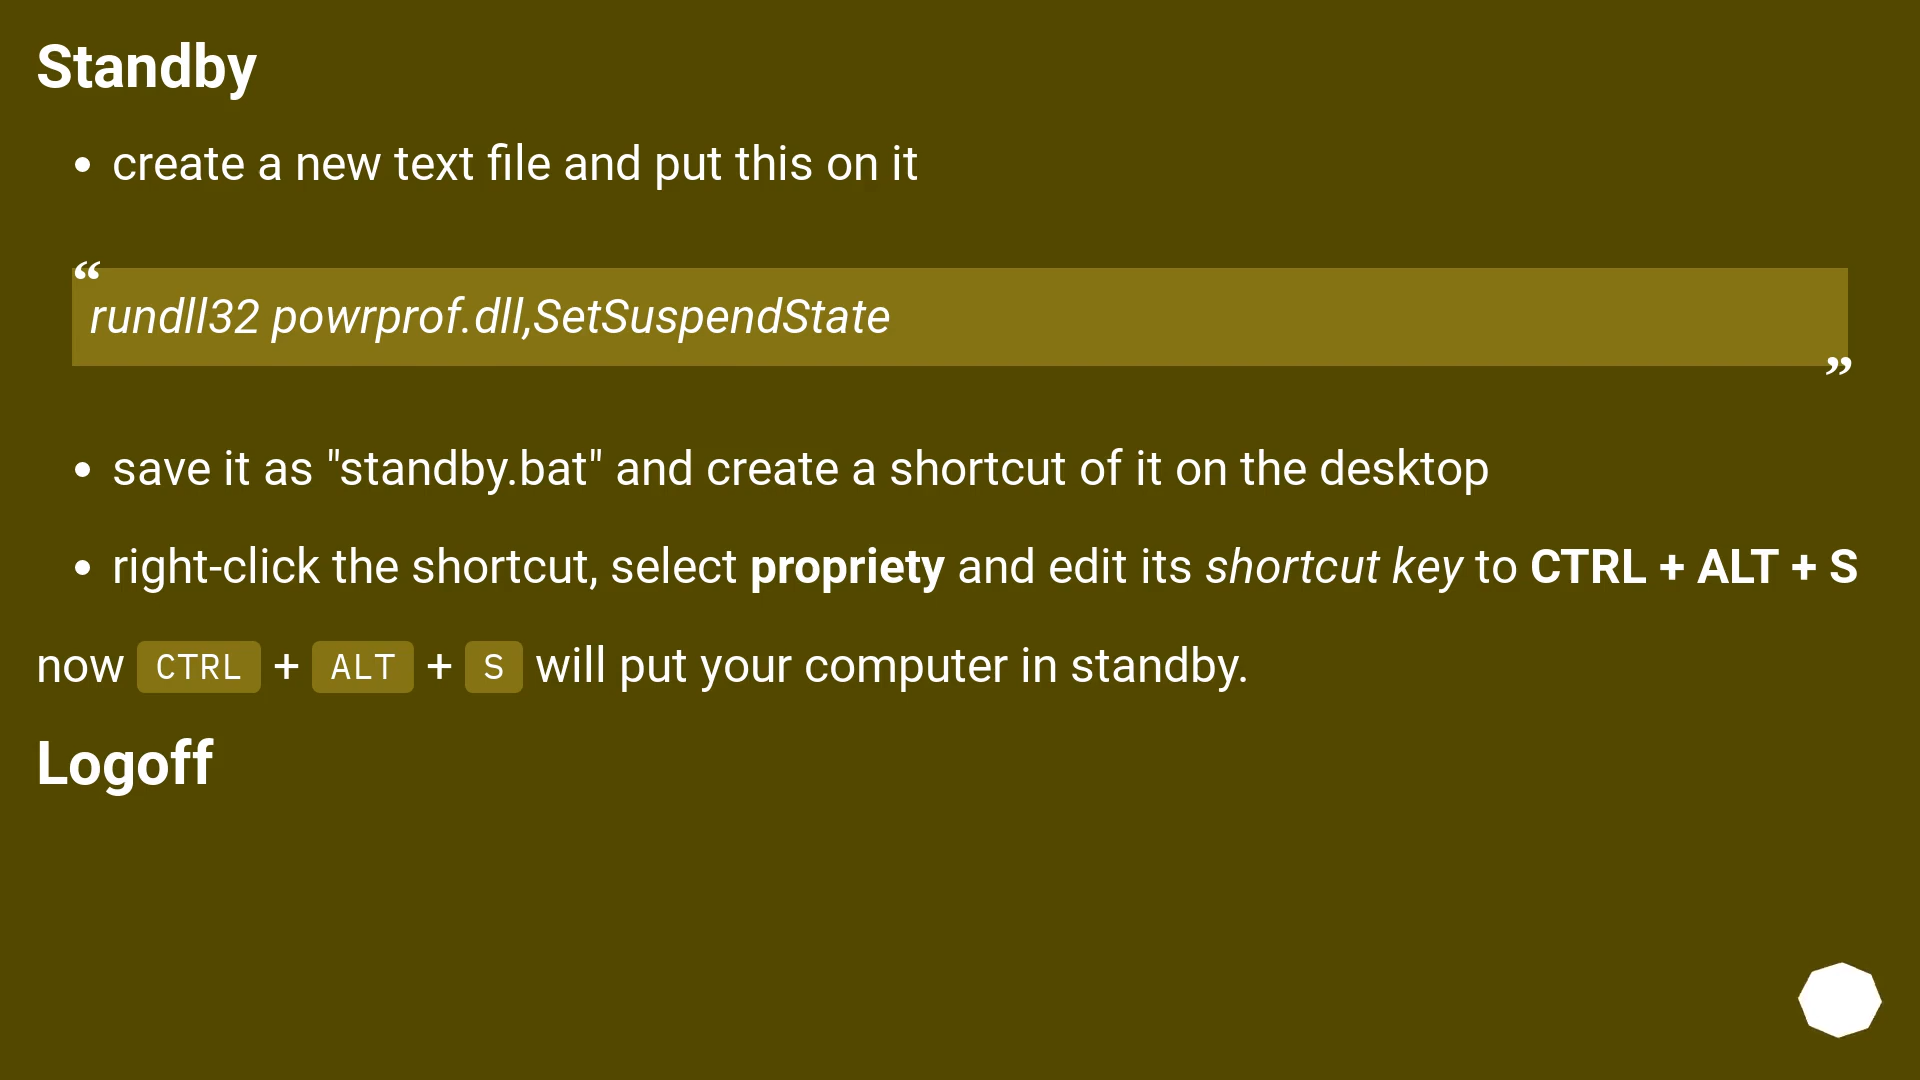 Standby
• create a new text file and put this on it
“
rundll32 powrprof.dll,SetSuspendState
”
• save it as "standby.bat" and create a shortcut of it on the desktop
• right-click the shortcut, select propriety and edit its shortcut key to CTRL + ALT + S
now CTRL + ALT + S will put your computer in standby.
Logoff